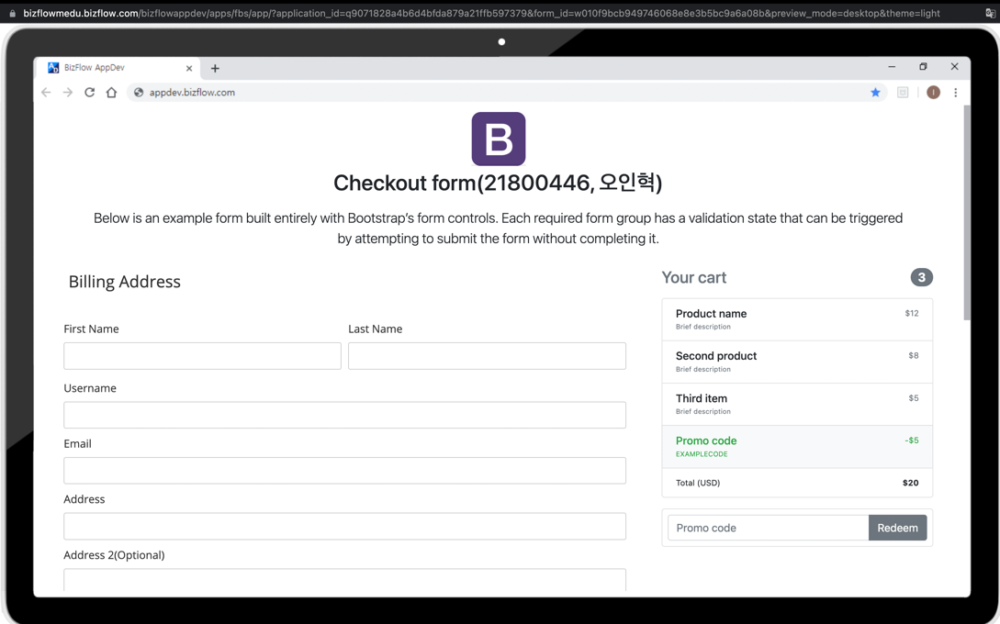 bizflowmedu.bizflow.com/bizflowappdev/apps/fbs/app/?application_id=q9071828a4b6d4bfda879a21ffb597379&form_id=w010f9bcb949746068e8e3b5bc9a6a08b&preview_mode=desktop&theme=light
BizFlow AppDev
appdev.bizflow.com
I
B
Checkout form(21800446, 오인혁)
Below is an example form built entirely with Bootstrap’s form controls. Each required form group has a validation state that can be triggered
by attempting to submit the form without completing it.
Billing Address
First Name
Last Name
Username
Email
Address
Address 2(Optional)
Your cart
3
Product name
$12
Brief description
Second product
$8
Brief description
Third item
$5
Brief description
Promo code
-$5
EXAMPLECODE
Total (USD)
$20
Promo code
Redeem